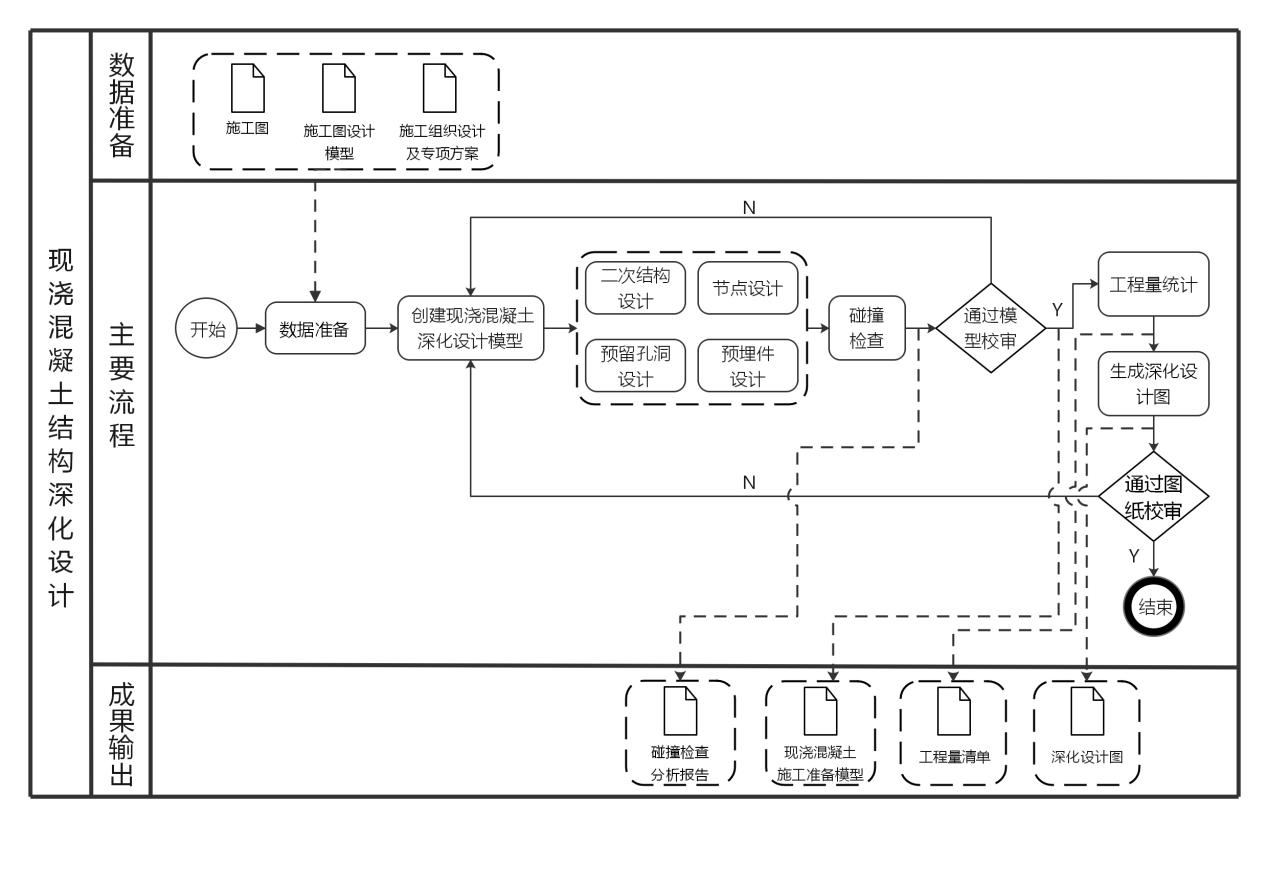 现浇混凝土结构深化设计
数据准备
施工图
施工图设计
模型
施工组织设计
及专项方案
主要流程
开始
数据准备
创建现浇混凝土
深化设计模型
二次结构
设计
节点设计
预留孔洞
设计
预埋件
设计
碰撞
检查
通过模
型校审
N
Y
工程量统计
生成深化设
计图
通过图
纸校审
N
Y
结束
成果输出
碰撞检查
分析报告
现浇混凝土
施工准备模型
工程量清单
深化设计图